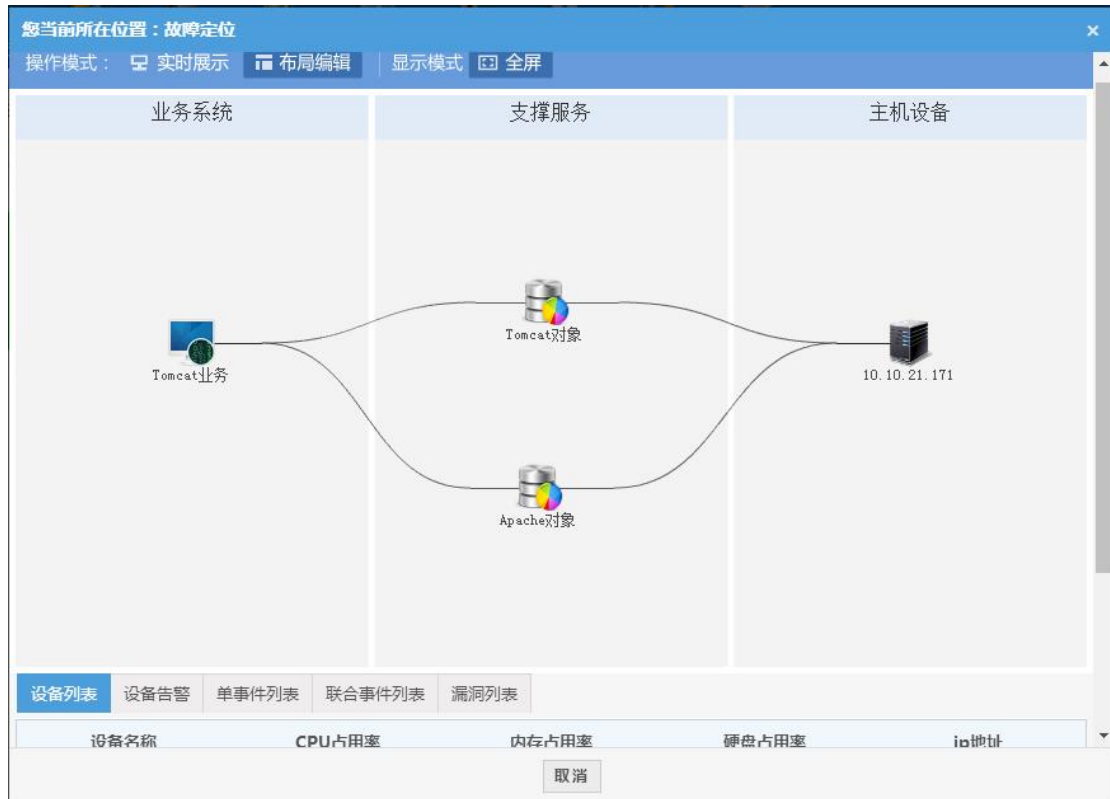 您当前所在位置：故障定位 ×
操作模式： 实时展示 布局编辑 显示模式 全屏
业务系统 支撑服务 主机设备
Tomcat对象
Tomcat业务 10.10.21.171
Apache对象
设备列表 设备告警 单事件列表 联合事件列表 漏洞列表
设备名称 CPU占用率 内存占用率 硬盘占用率 ip地址
取消